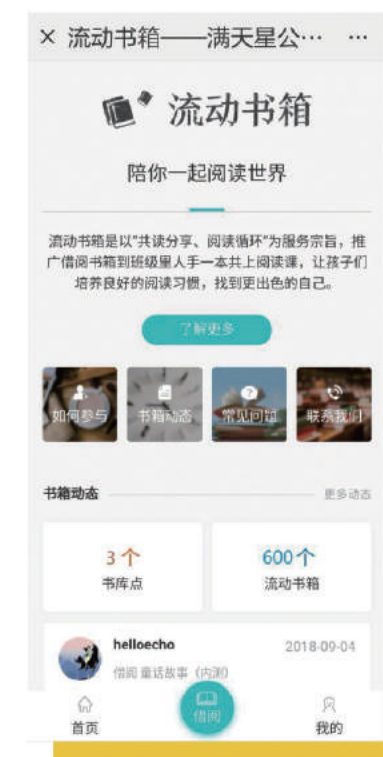 × 流动书箱——满天星公… …
流动书箱
陪你一起阅读世界
流动书箱是以"共读分享、阅读循环"为服务宗旨，推
广借阅书箱到班级里人手一本共上阅读课，让孩子们
培养良好的阅读习惯，找到更出色的自己。
了解更多
如何参与 书箱动态 常见问题 联系我们
书箱动态 更多动态
3个 600个
书库点 流动书箱
helloecho 2018-09-04
借阅 童话故事（内测）
首页 借阅 我的